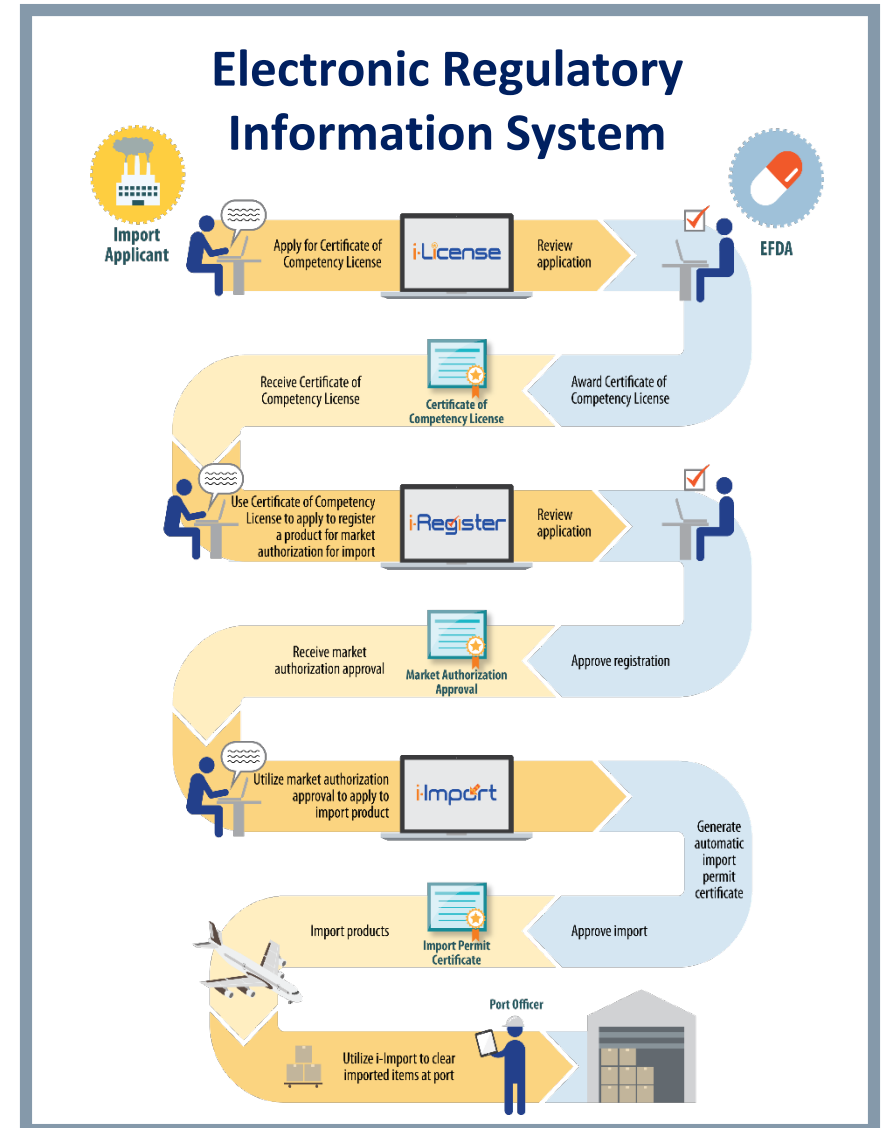 Electronic Regulatory
Information System
Import
Applicant
EFDA
Apply for Certificate of
Competency License
i-License
Review
application
Receive Certificate of
Competency License
Certificate of
Competency License
Award Certificate of
Competency License
Use Certificate of Competency
License to apply to register
a product for market
authorization for import
i-Register
Review
application
Receive market
authorization approval
Market Authorization
Approval
Approve registration
Utilize market authorization
approval to apply to
import product
i-Import
Generate
automatic
import
permit
certificate
Import products
Import Permit
Certificate
Approve import
Port Officer
Utilize i-Import to clear
imported items at port